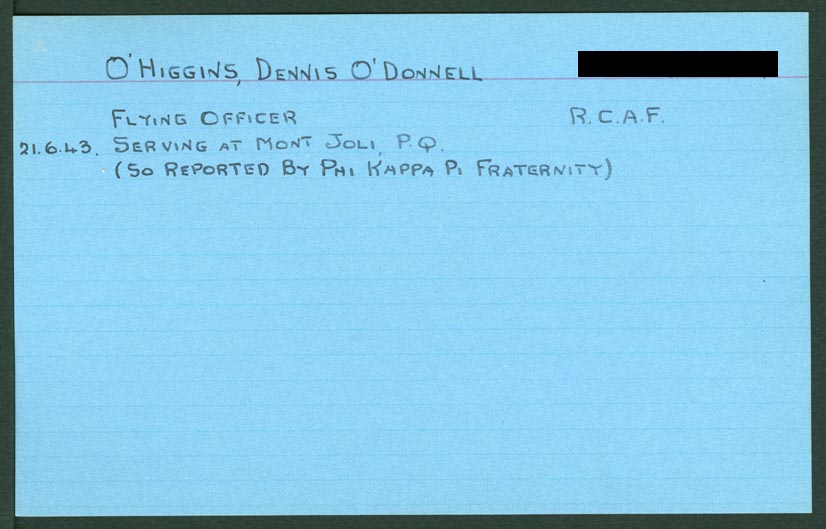 O'HIGGINS, DENNIS O'DONNELL
FLYING OFFICER R.C.A.F.
21.6.43. SERVING AT MONT JOLI, P.Q.
(SO REPORTED BY PHI KAPPA PI FRATERNITY)